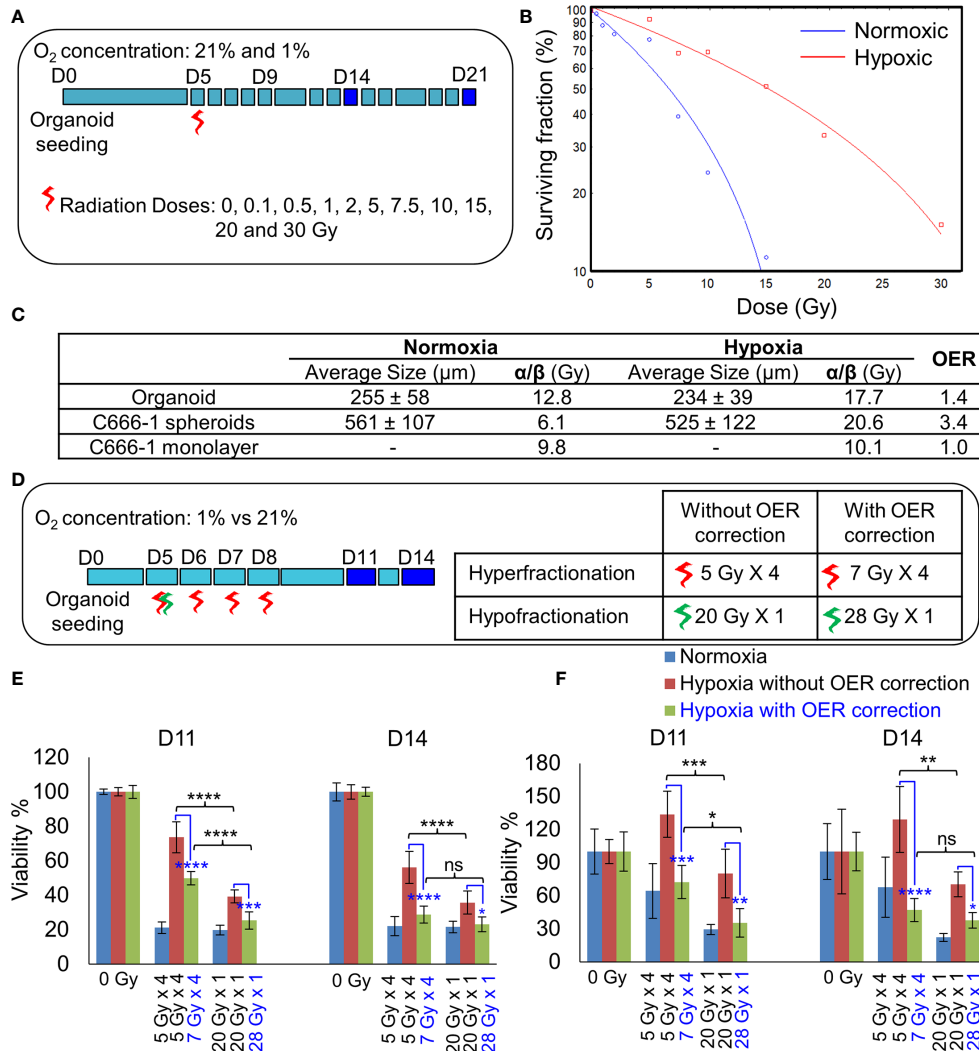 A
O₂ concentration: 21% and 1%
D0 D5 D9 D14 D21
Organoid
seeding
Radiation Doses: 0, 0.1, 0.5, 1, 2, 5, 7.5, 10, 15,
20 and 30 Gy
B
Surviving fraction (%)
100
90
80
70
60
50
40
30
20
10
0 5 10 15 20 25 30
Dose (Gy)
Normoxic
Hypoxic
C
Normoxia Hypoxia OER
Average Size (µm) α/β (Gy) Average Size (µm) α/β (Gy)
Organoid 255 ± 58 12.8 234 ± 39 17.7 1.4
C666-1 spheroids 561 ± 107 6.1 525 ± 122 20.6 3.4
C666-1 monolayer - 9.8 - 10.1 1.0
D
O₂ concentration: 1% vs 21%
D0 D5 D6 D7 D8 D11 D14
Organoid
seeding
Without OER
correction
With OER
correction
Hyperfractionation 5 Gy X 4 7 Gy X 4
Hypofractionation 20 Gy X 1 28 Gy X 1
Normoxia
Hypoxia without OER correction
Hypoxia with OER correction
E
D11 D14
Viability %
120
100
80
60
40
20
0
**** **** **** *** **** ns **** *
0 Gy
5 Gy x 4
5 Gy x 4
7 Gy x 4
20 Gy x 1
20 Gy x 1
28 Gy x 1
0 Gy
5 Gy x 4
5 Gy x 4
7 Gy x 4
20 Gy x 1
20 Gy x 1
28 Gy x 1
F
D11 D14
Viability %
180
150
120
90
60
30
0
*** * *** ** ** ns **** *
0 Gy
5 Gy x 4
5 Gy x 4
7 Gy x 4
20 Gy x 1
20 Gy x 1
28 Gy x 1
0 Gy
5 Gy x 4
5 Gy x 4
7 Gy x 4
20 Gy x 1
20 Gy x 1
28 Gy x 1